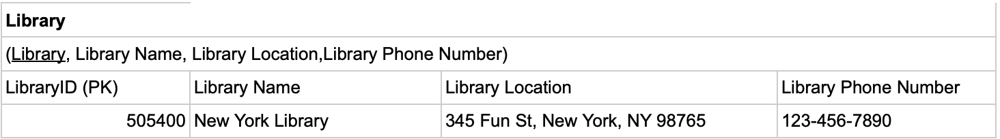 Library
(Library, Library Name, Library Location,Library Phone Number)
LibraryID (PK) Library Name Library Location Library Phone Number
505400 New York Library 345 Fun St, New York, NY 98765 123-456-7890